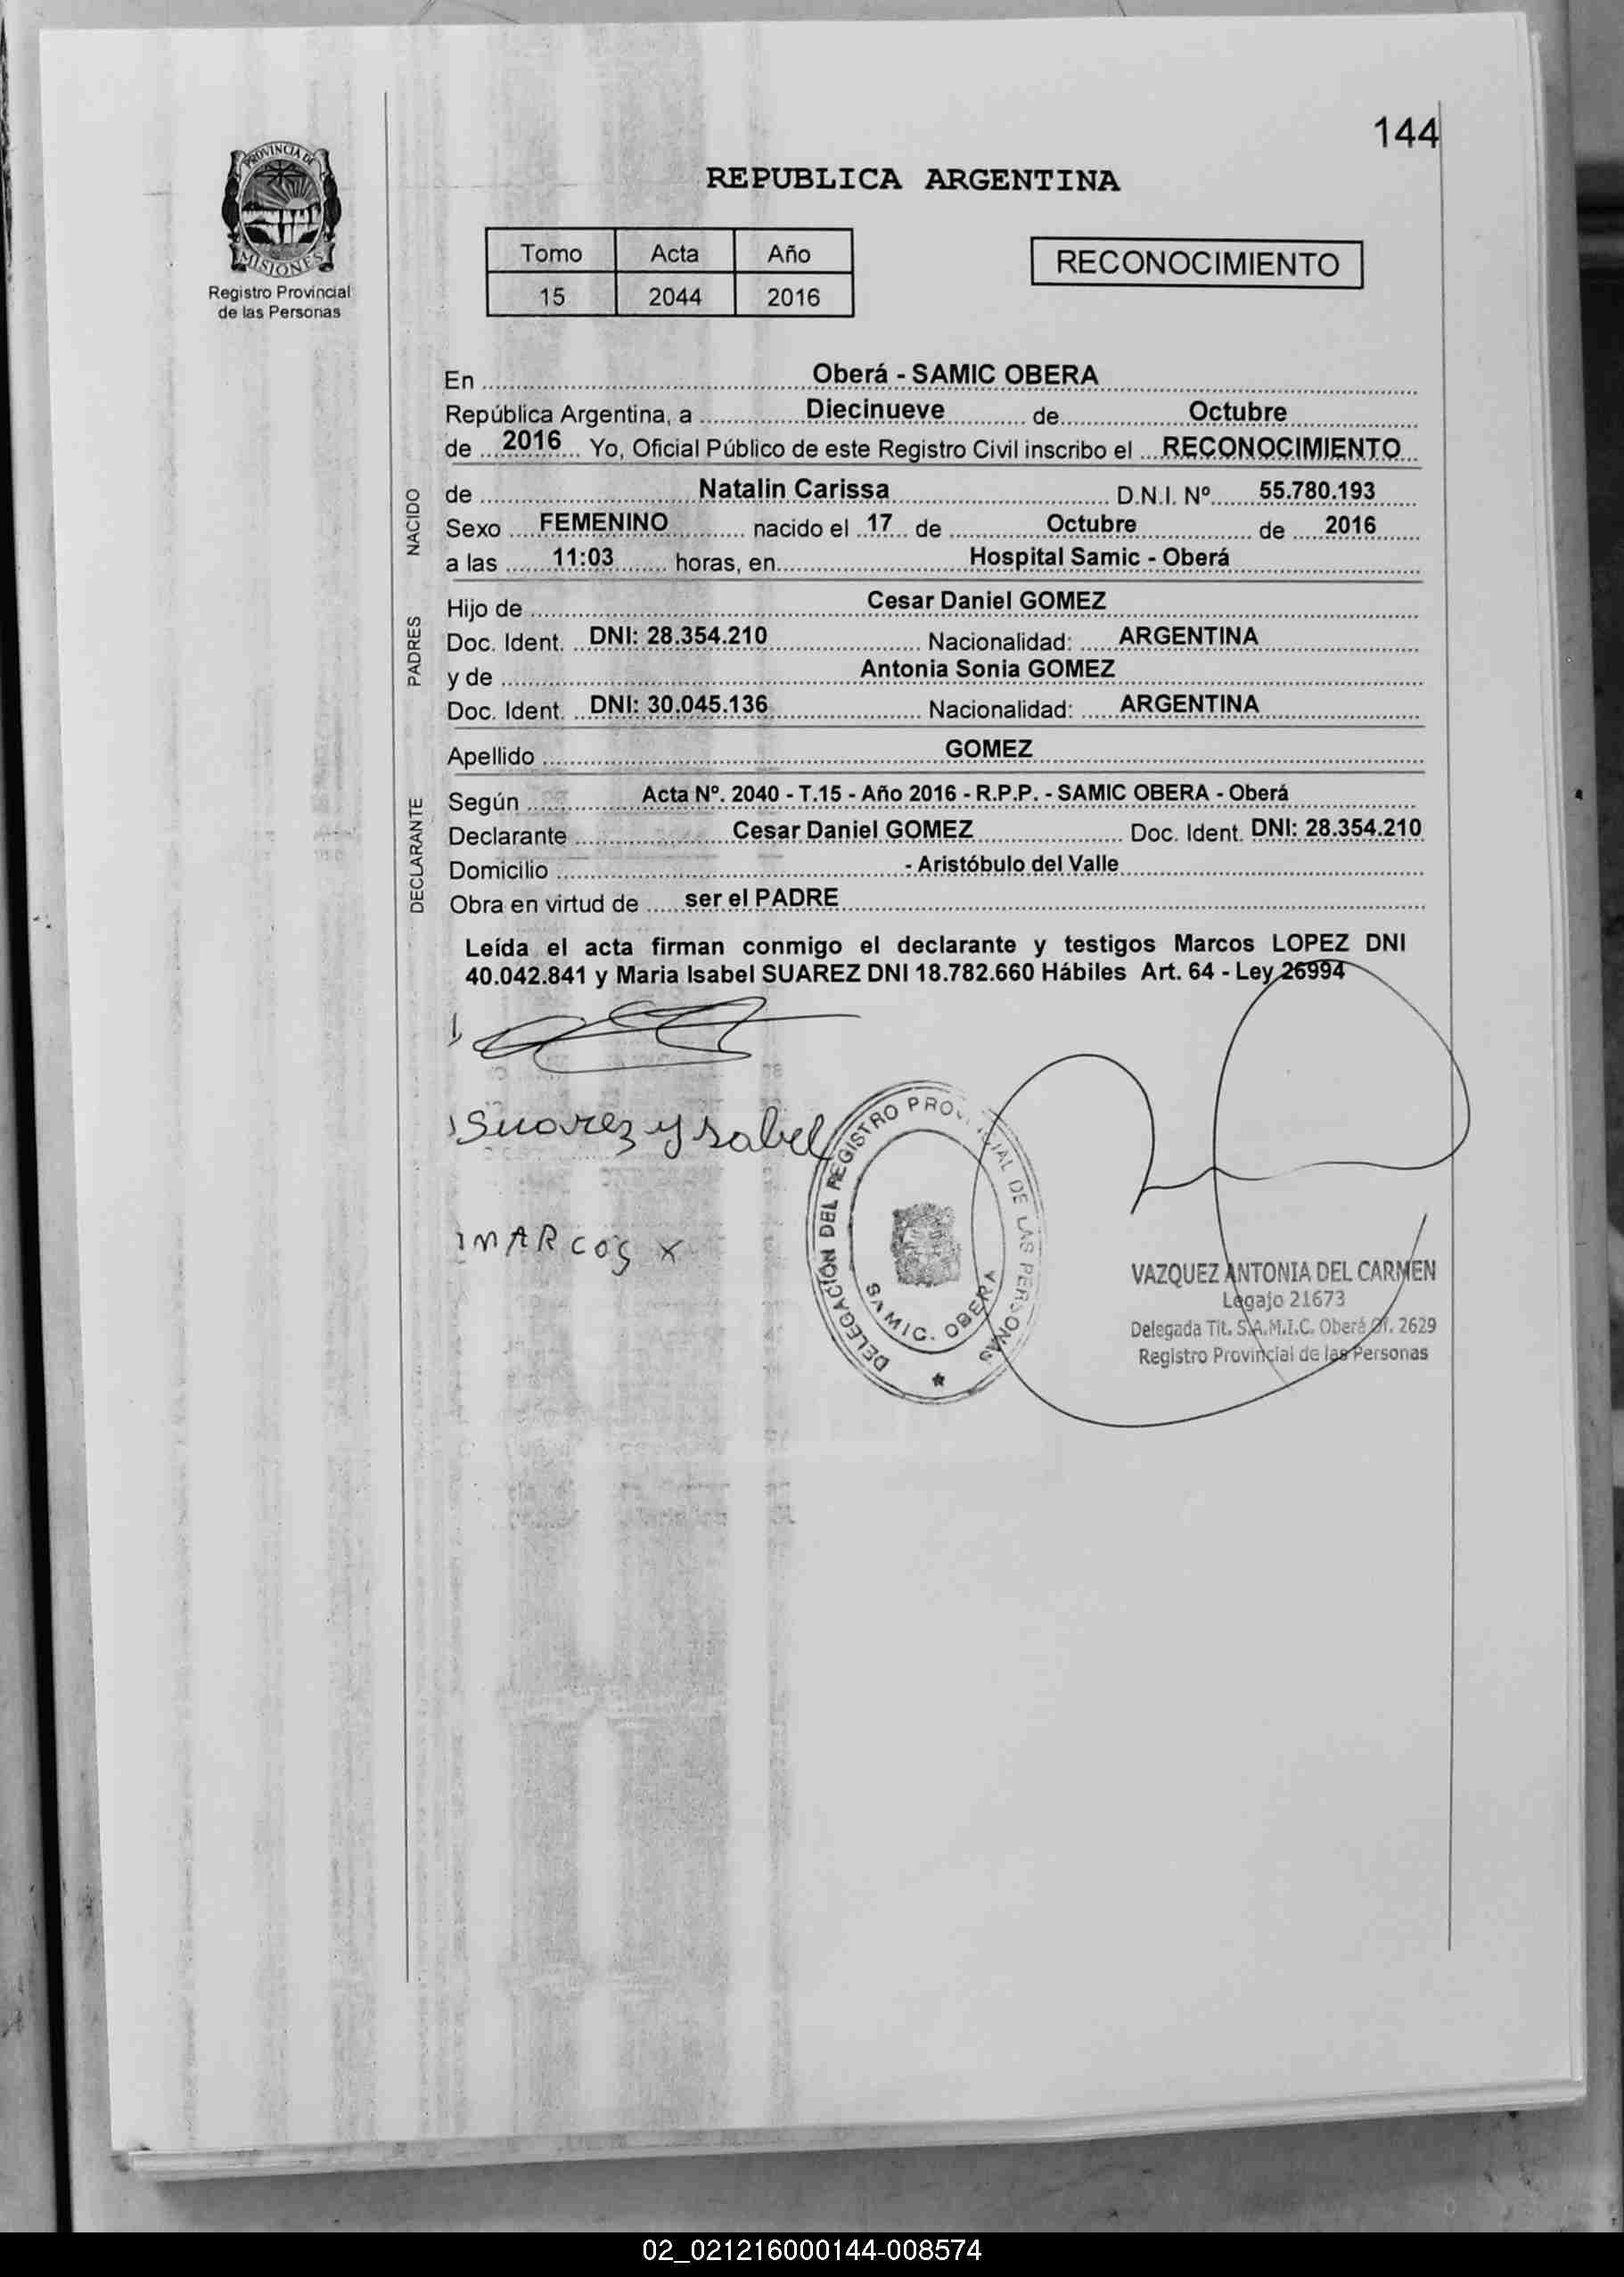 144
PROVINCIA DE
MISIONES
Registro Provincial
de las Personas
REPUBLICA ARGENTINA
Tomo Acta Año
15 2044 2016
RECONOCIMIENTO
En Oberá - SAMIC OBERA
República Argentina, a Diecinueve de Octubre
de 2016 Yo, Oficial Público de este Registro Civil inscribo el RECONOCIMIENTO
NACIDO
de Natalin Carissa D.N.I. Nº 55.780.193
Sexo FEMENINO nacido el 17 de Octubre de 2016
a las 11:03 horas, en Hospital Samic - Oberá
PADRES
Hijo de Cesar Daniel GOMEZ
Doc. Ident. DNI: 28.354.210 Nacionalidad: ARGENTINA
y de Antonia Sonia GOMEZ
Doc. Ident. DNI: 30.045.136 Nacionalidad: ARGENTINA
Apellido GOMEZ
DECLARANTE
Según Acta Nº. 2040 - T.15 - Año 2016 - R.P.P. - SAMIC OBERA - Oberá
Declarante Cesar Daniel GOMEZ Doc. Ident. DNI: 28.354.210
Domicilio - Aristóbulo del Valle
Obra en virtud de ser el PADRE
Leída el acta firman conmigo el declarante y testigos Marcos LOPEZ DNI
40.042.841 y Maria Isabel SUAREZ DNI 18.782.660 Hábiles Art. 64 - Ley 26994
Suarez ysabel
MARCOS X
DELEGACIÓN DEL REGISTRO PROVINCIAL DE LAS PERSONAS
SAMIC. OBERA
VAZQUEZ ANTONIA DEL CARMEN
Legajo 21673
Delegada Tit. S.A.M.I.C. Oberá Of. 2629
Registro Provincial de las Personas
02_021216000144-008574